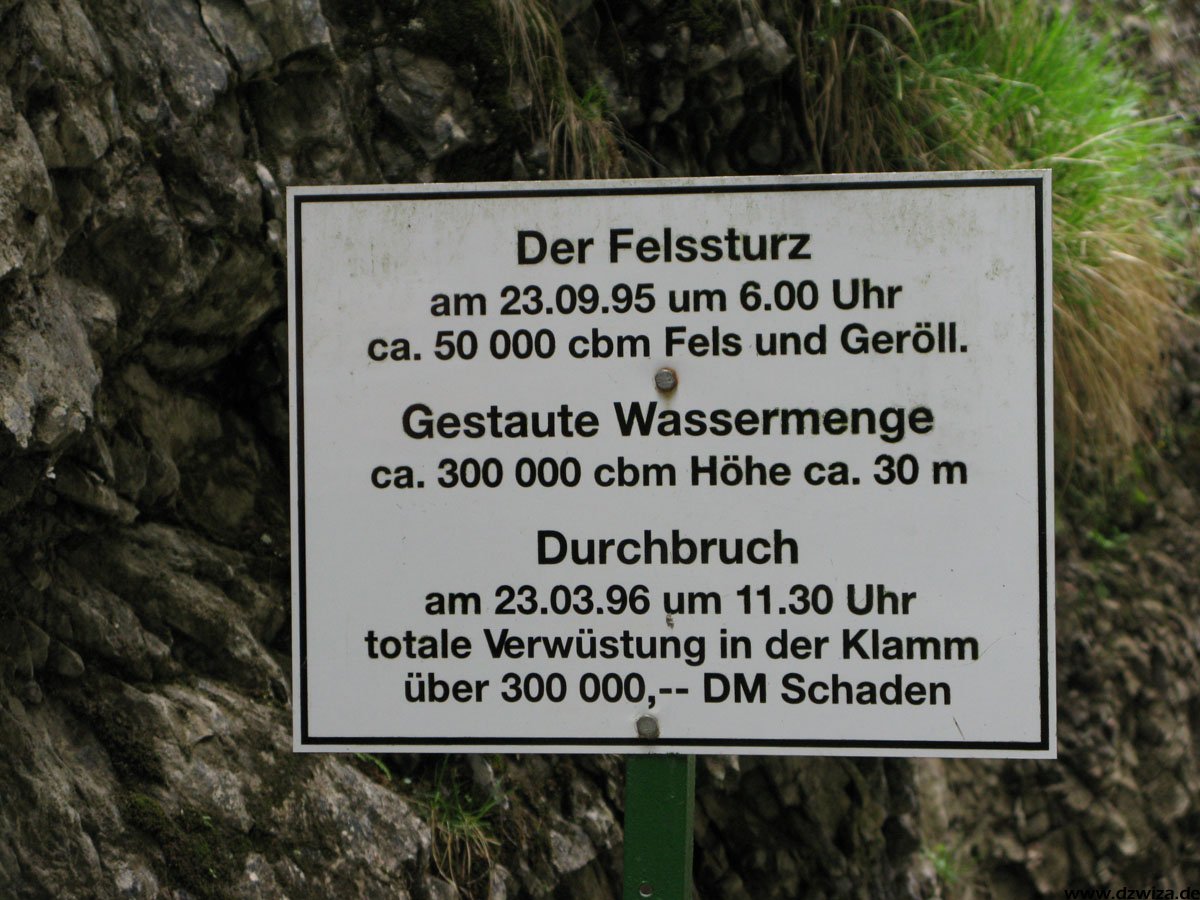 Der Felssturz
am 23.09.95 um 6.00 Uhr
ca. 50 000 cbm Fels und Geröll.
Gestaute Wassermenge
ca. 300 000 cbm Höhe ca. 30 m
Durchbruch
am 23.03.96 um 11.30 Uhr
totale Verwüstung in der Klamm
über 300 000,-- DM Schaden
www.dzwiza.de